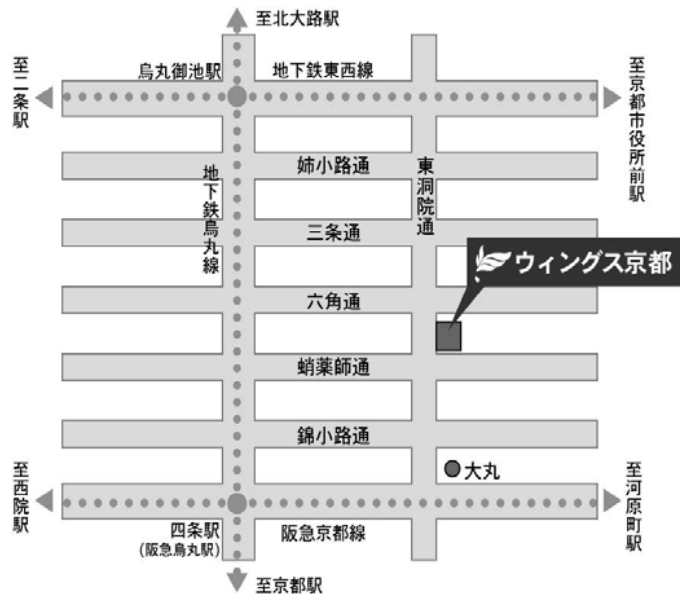 至北大路駅
烏丸御池駅
地下鉄東西線
至二条駅
至京都市役所前駅
姉小路通
地下鉄烏丸線
東洞院通
三条通
ウィングス京都
六角通
蛸薬師通
錦小路通
大丸
至西院駅
至河原町駅
四条駅
(阪急烏丸駅)
阪急京都線
至京都駅